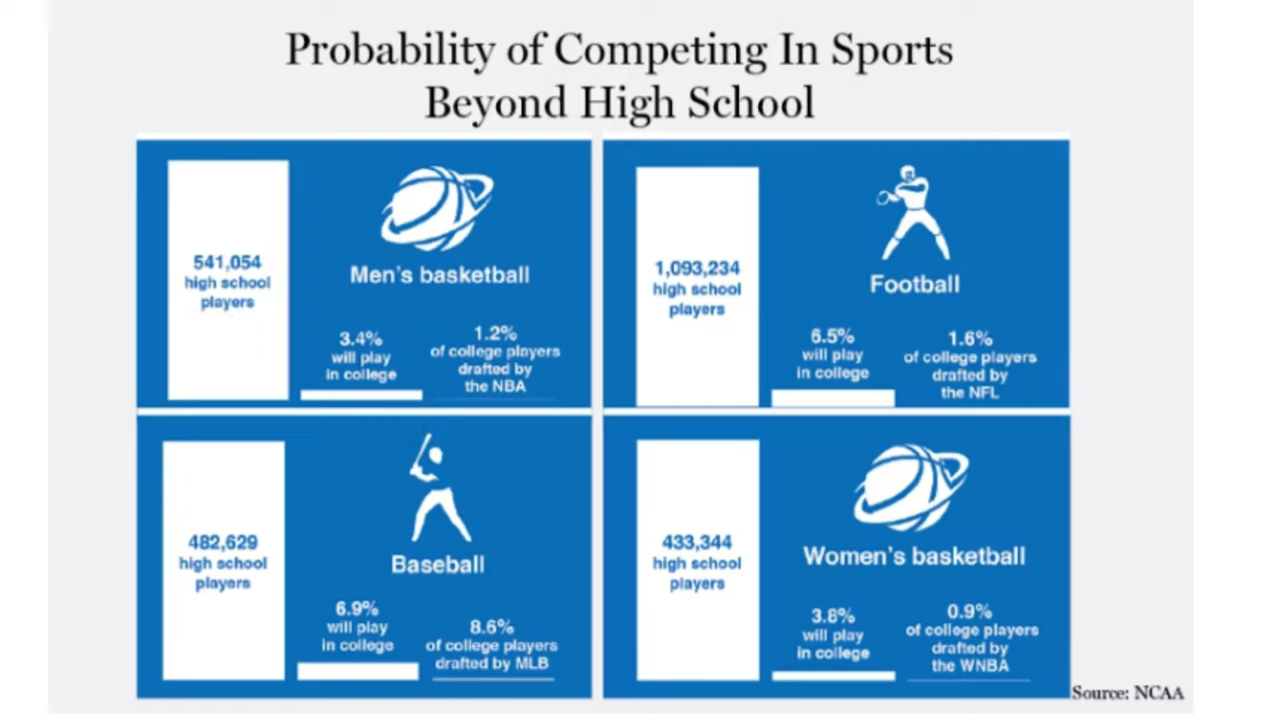 Probability of Competing In Sports
Beyond High School
541,054
high school
players
Men's basketball
3.4%
will play
in college
1.2%
of college players
drafted by
the NBA
1,093,234
high school
players
Football
6.5%
will play
in college
1.6%
of college players
drafted by
the NFL
482,629
high school
players
Baseball
6.9%
will play
in college
8.6%
of college players
drafted by MLB
433,344
high school
players
Women's basketball
3.8%
will play
in college
0.9%
of college players
drafted by
the WNBA
Source: NCAA